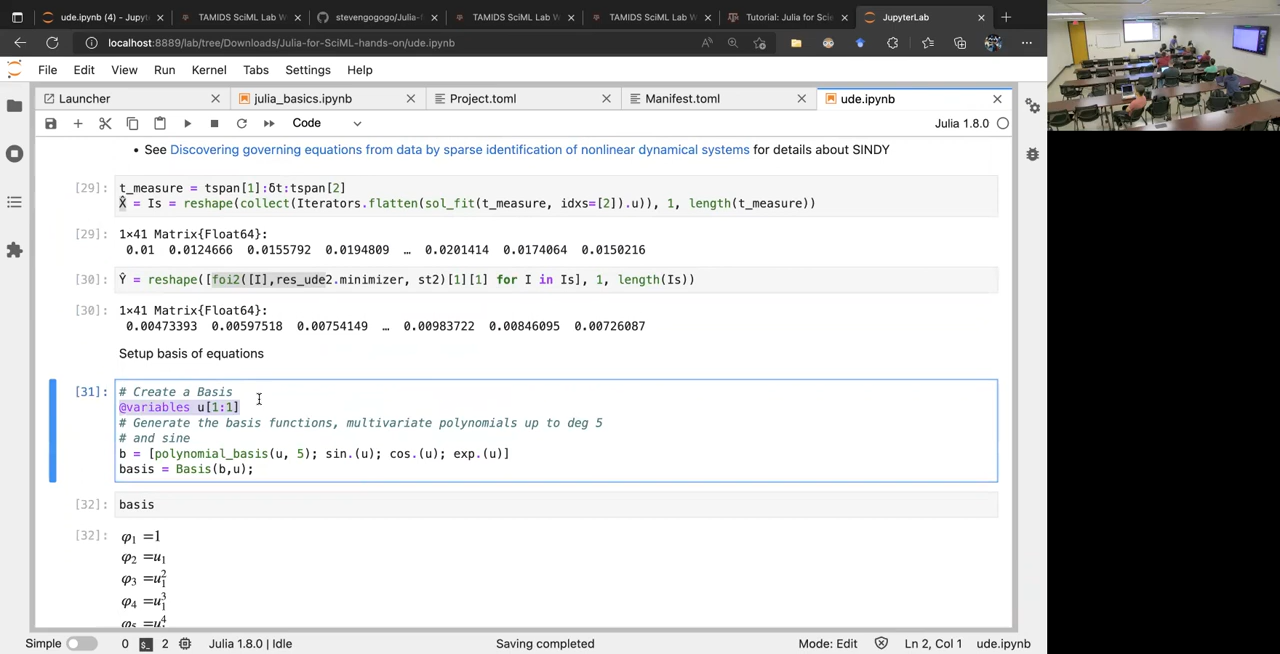 ude.ipynb (4) - Jupyt
TAMIDS SciML Lab W
stevengogogo/Julia-f
TAMIDS SciML Lab W
TAMIDS SciML Lab W
Tutorial: Julia for Scie
JupyterLab
localhost:8889/lab/tree/Downloads/Julia-for-SciML-hands-on/ude.ipynb
File Edit View Run Kernel Tabs Settings Help
Launcher
julia_basics.ipynb
Project.toml
Manifest.toml
ude.ipynb
Code
Julia 1.8.0
• See Discovering governing equations from data by sparse identification of nonlinear dynamical systems for details about SINDY
[29]: t_measure = tspan[1]:δt:tspan[2]
X̂ = Is = reshape(collect(Iterators.flatten(sol_fit(t_measure, idxs=[2]).u)), 1, length(t_measure))
[29]: 1×41 Matrix{Float64}:
0.01 0.0124666 0.0155792 0.0194809 … 0.0201414 0.0174064 0.0150216
[30]: Ŷ = reshape([foi2([I],res_ude2.minimizer, st2)[1][1] for I in Is], 1, length(Is))
[30]: 1×41 Matrix{Float64}:
0.00473393 0.00597518 0.00754149 … 0.00983722 0.00846095 0.00726087
Setup basis of equations
[31]: # Create a Basis
@variables u[1:1]
# Generate the basis functions, multivariate polynomials up to deg 5
# and sine
b = [polynomial_basis(u, 5); sin.(u); cos.(u); exp.(u)]
basis = Basis(b,u);
[32]: basis
[32]: φ₁ =1
φ₂ =u₁
φ₃ =u₁²
φ₄ =u₁³
φ₅ =u₁⁴
Simple 0 2 Julia 1.8.0 | Idle Saving completed Mode: Edit Ln 2, Col 1 ude.ipynb